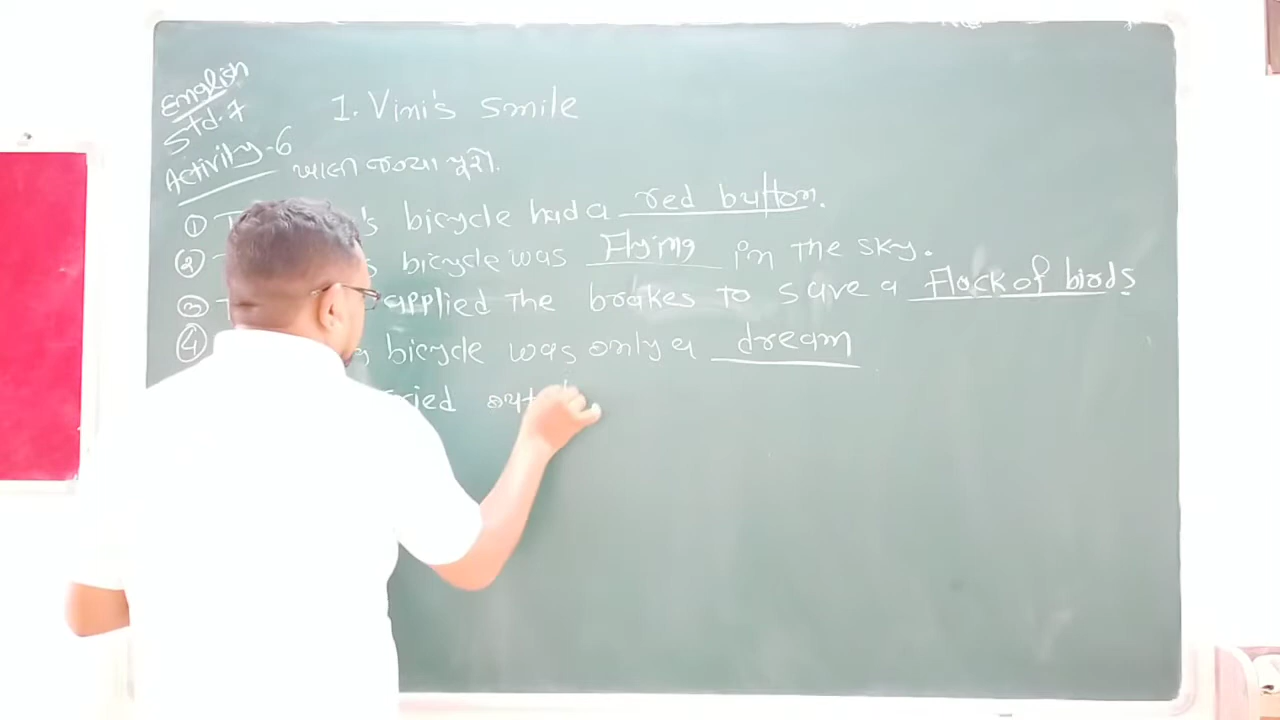 English
Std-7
Activity-6
1. Vini's smile
ખાલી જગ્યા પૂરો.
① 's bicycle had a red button.
② bicycle was Flying in the sky.
③ applied the brakes to save a Flock of birds
④ bicycle was only a dream